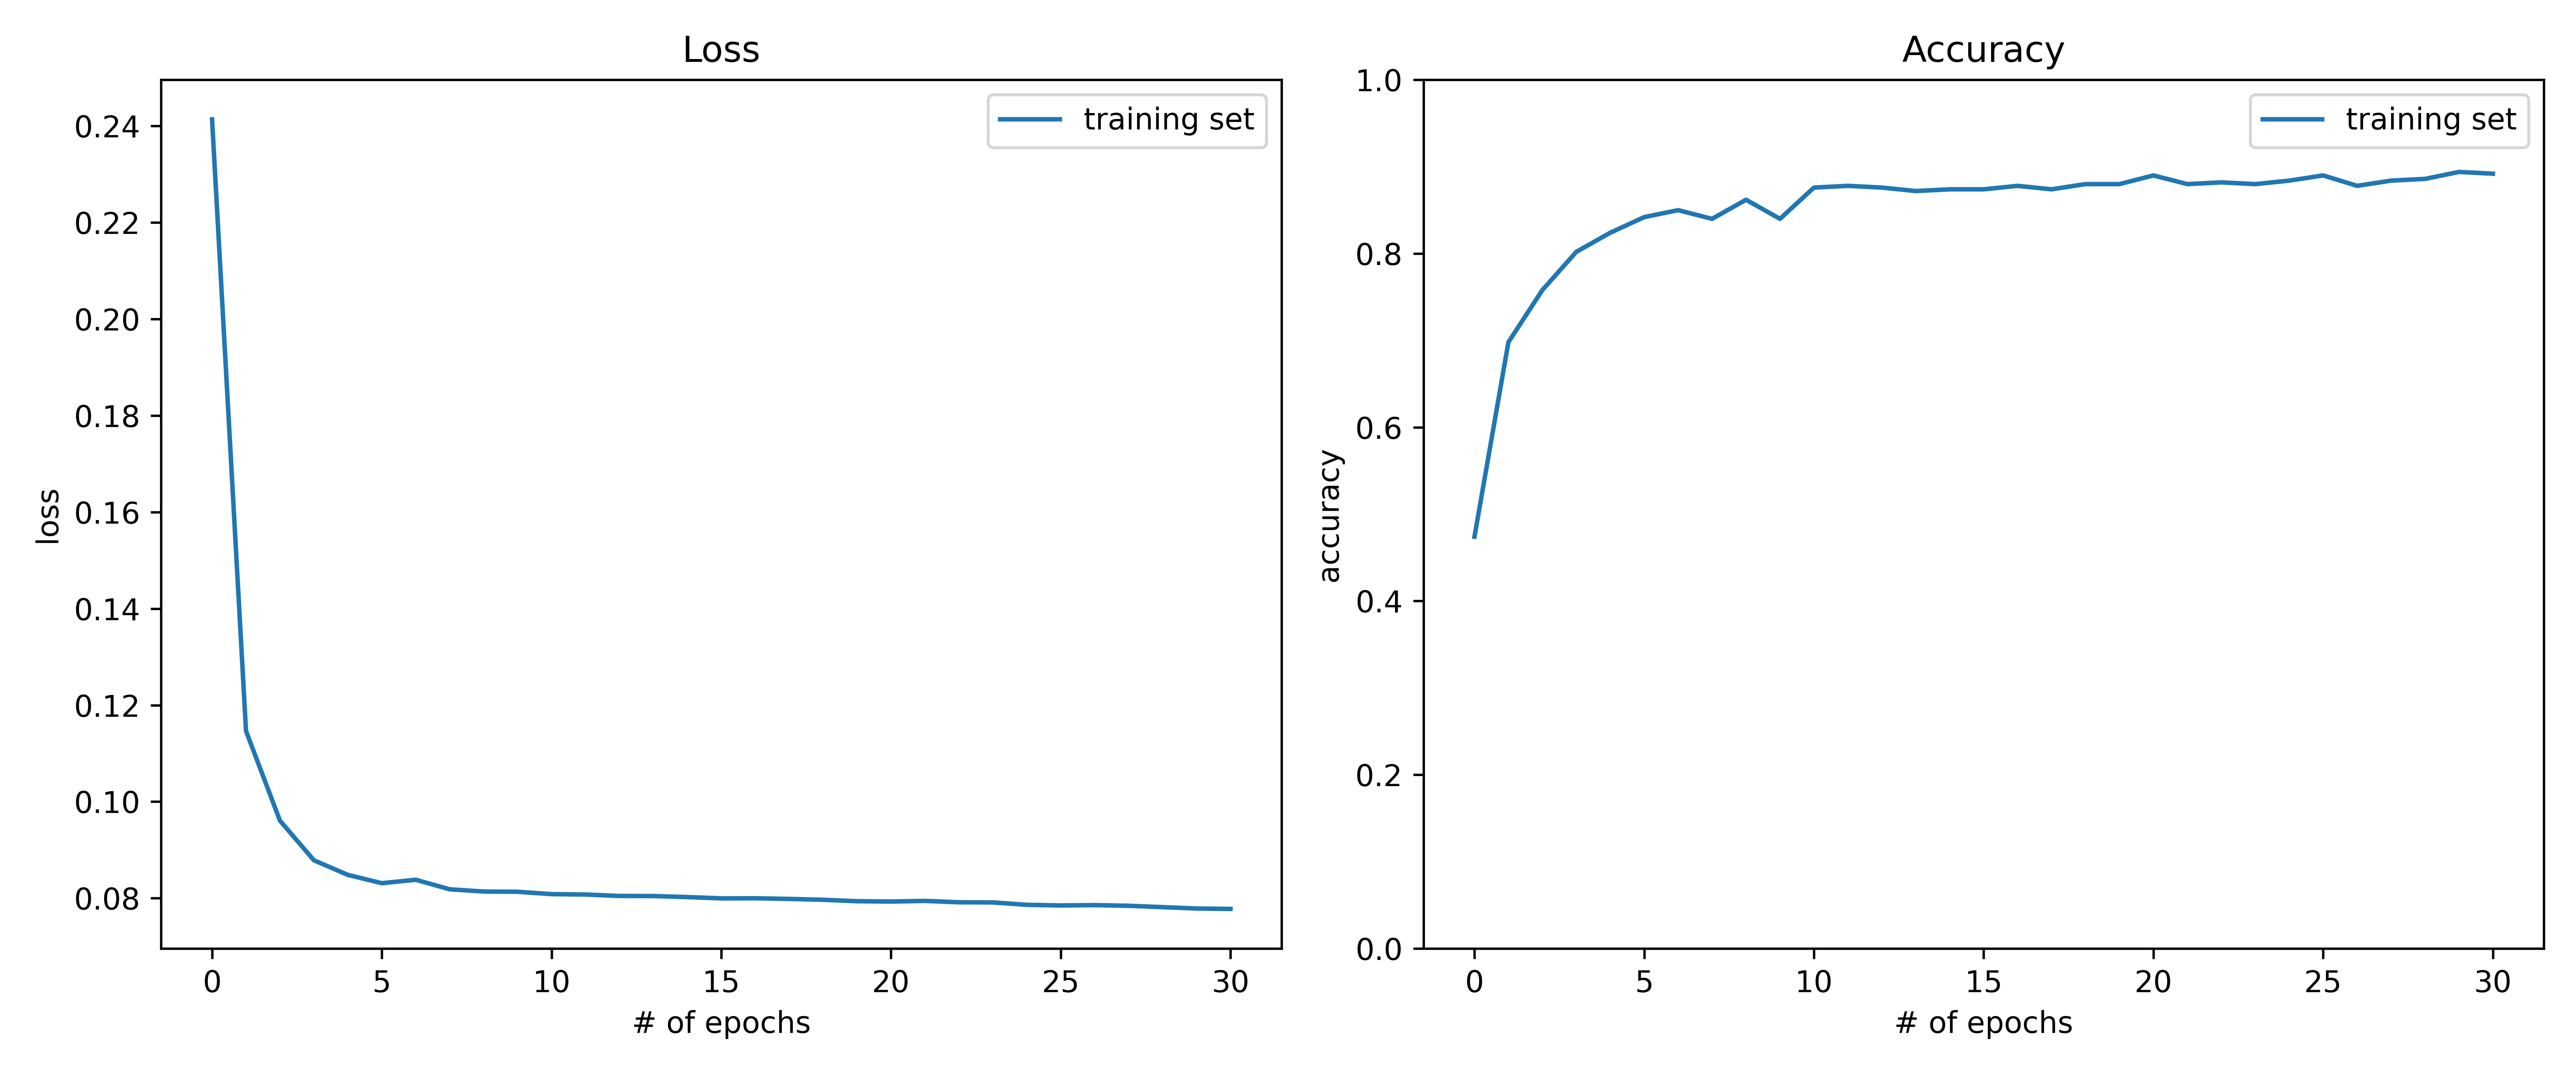 Loss
training set
0.24
0.22
0.20
0.18
0.16
0.14
0.12
0.10
0.08
loss
0 5 10 15 20 25 30
# of epochs
Accuracy
training set
1.0
0.8
0.6
0.4
0.2
0.0
accuracy
0 5 10 15 20 25 30
# of epochs